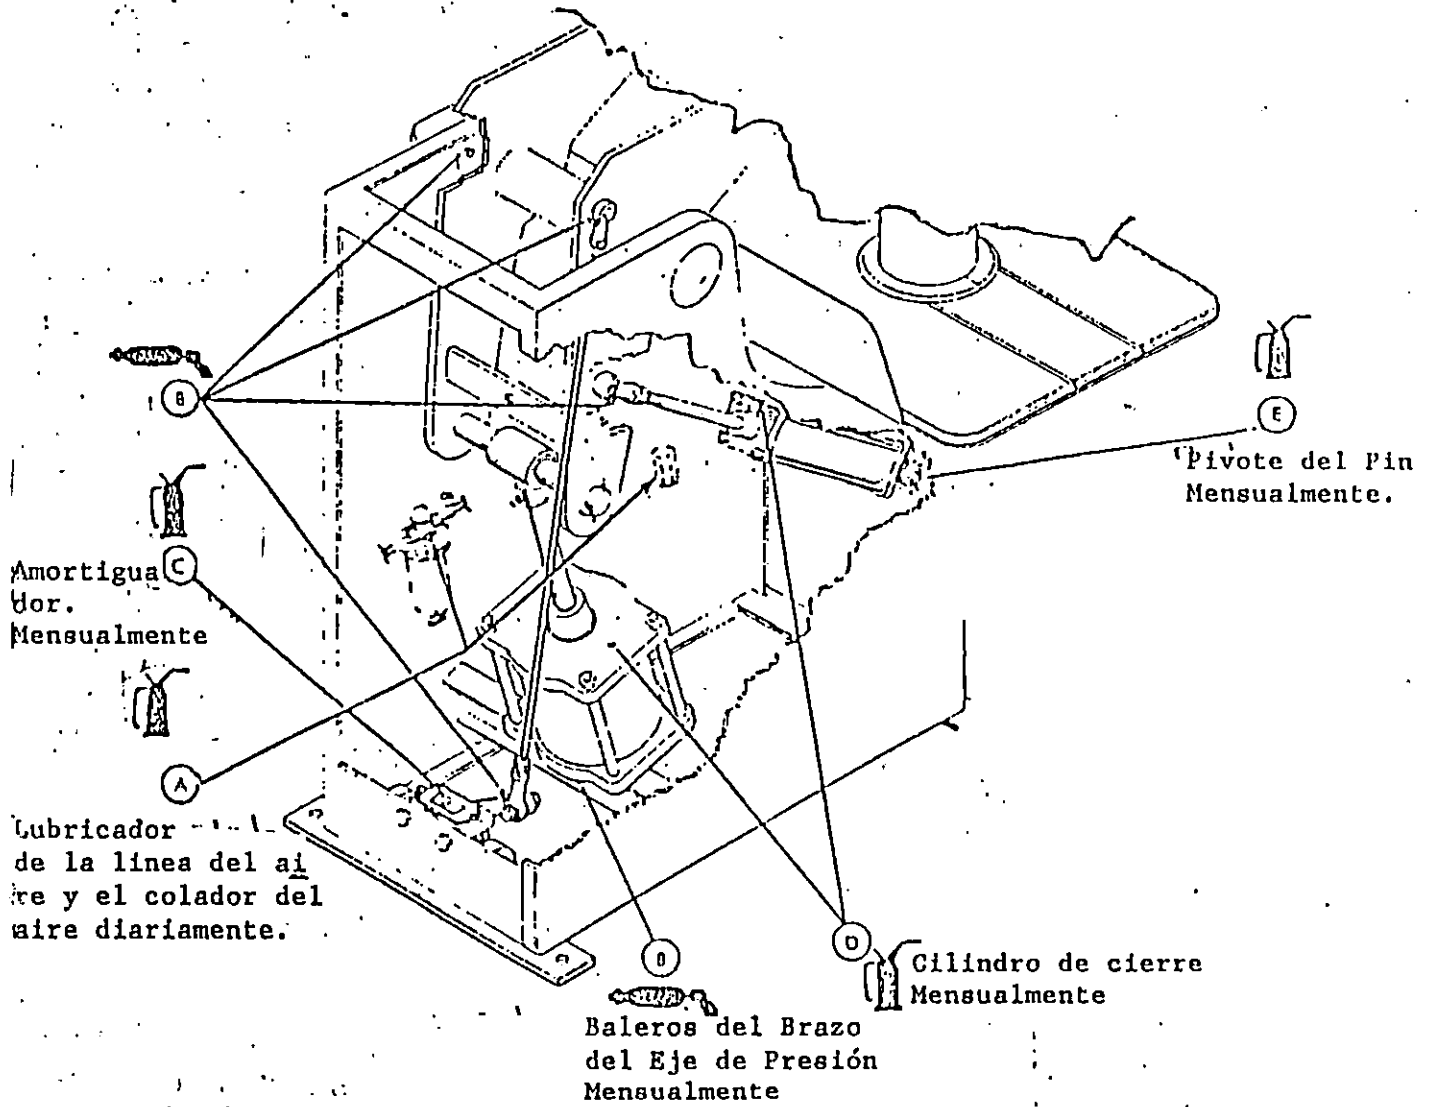 B
E
Pivote del Pin
Mensualmente.
C
Amortigua
dor.
Mensualmente
A
Lubricador
de la linea del ai
re y el colador del
aire diariamente.
B
Baleros del Brazo
del Eje de Presión
Mensualmente
D
Cilindro de cierre
Mensualmente